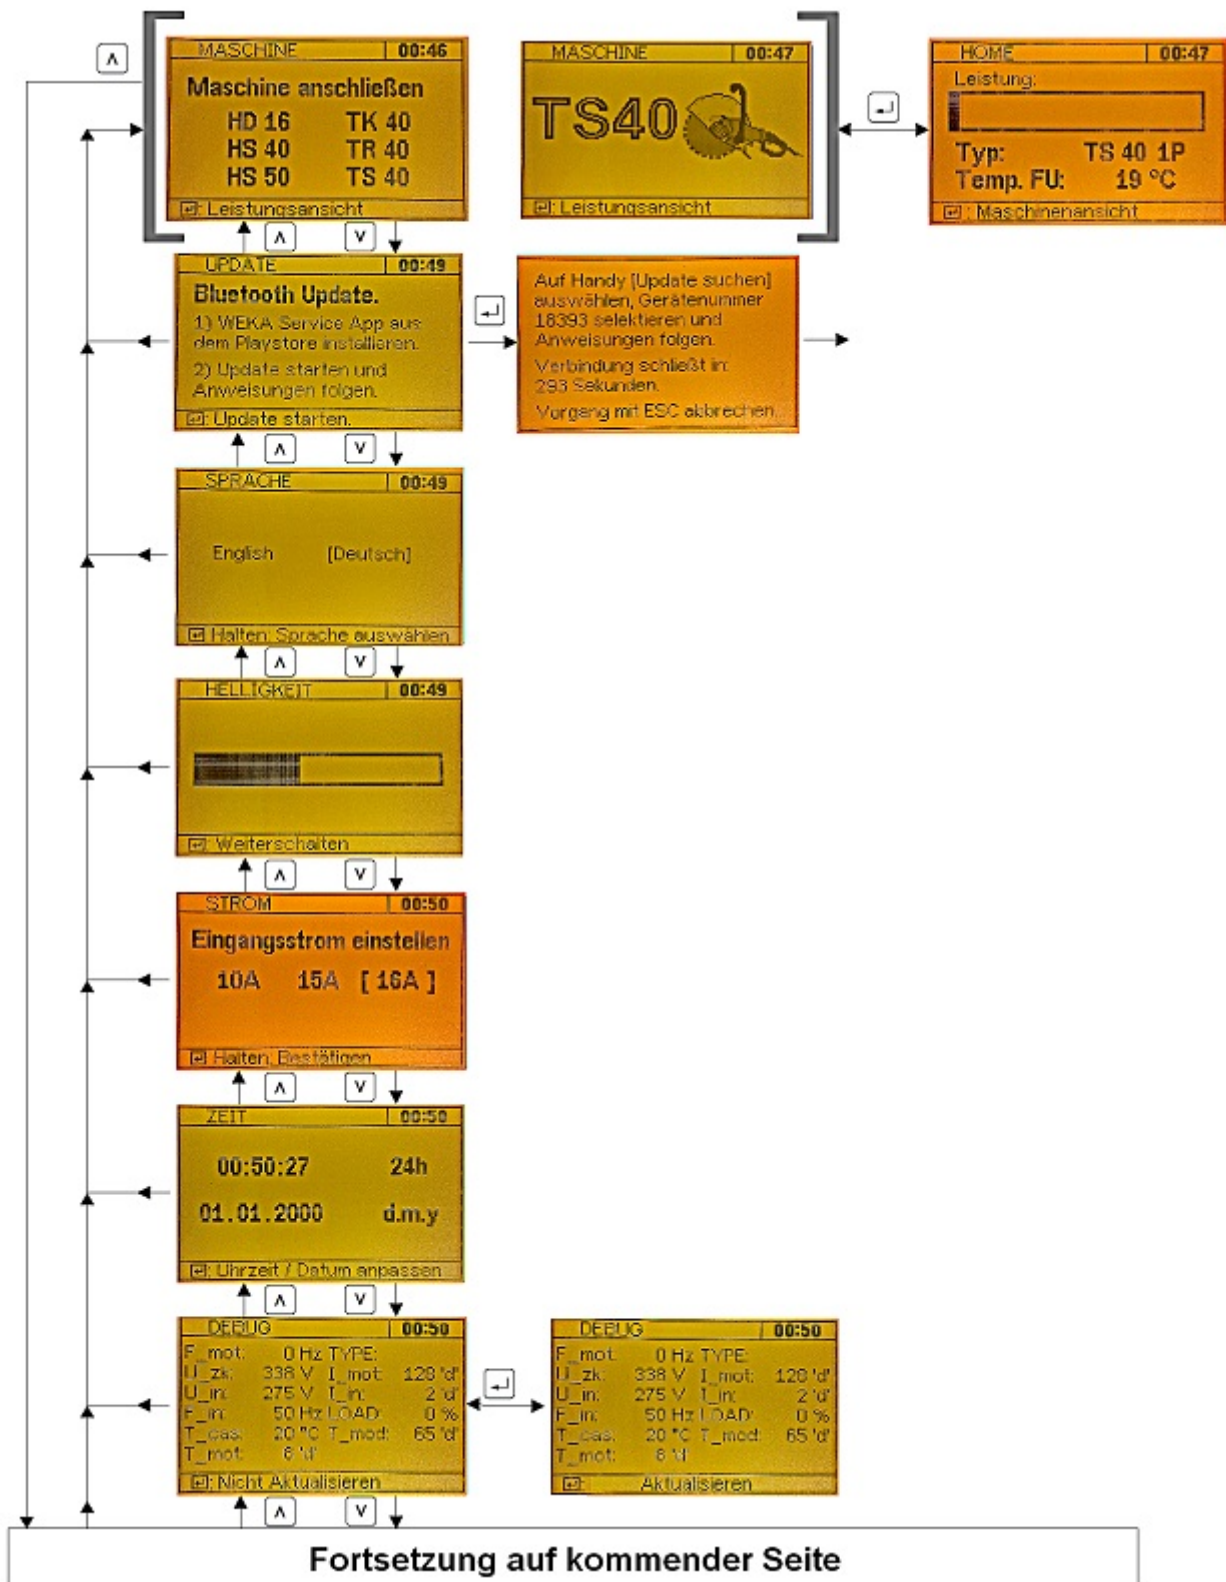 MASCHINE 00:46
Maschine anschließen
HD 16 TK 40
HS 40 TR 40
HS 50 TS 40
: Leistungsansicht
MASCHINE 00:47
TS40
: Leistungsansicht
HOME 00:47
Leistung:
Typ: TS 40 1P
Temp. FU: 19 °C
: Maschinenansicht
UPDATE 00:49
Bluetooth Update.
1) WEKA Service App aus
dem Playstore installieren.
2) Update starten und
Anweisungen folgen.
: Update starten.
Auf Handy [Update suchen]
auswählen, Gerätenummer
18393 selektieren und
Anweisungen folgen.
Verbindung schließt in:
293 Sekunden.
Vorgang mit ESC abbrechen.
SPRACHE 00:49
English [Deutsch]
Halten: Sprache auswählen
HELLIGKEIT 00:49
: Weiterschalten
STROM 00:50
Eingangsstrom einstellen
10A 15A [ 16A ]
Halten: Bestätigen
ZEIT 00:50
00:50:27 24h
01.01.2000 d.m.y
: Uhrzeit / Datum anpassen
DEBUG 00:50
F_mot: 0 Hz TYPE:
U_zk: 338 V I_mot: 128 'd'
U_in: 275 V I_in: 2 'd'
F_in: 50 Hz LOAD: 0 %
T_cas: 20 °C T_mod: 65 'd'
T_mot: 6 'd'
: Nicht Aktualisieren
DEBUG 00:50
F_mot: 0 Hz TYPE:
U_zk: 338 V I_mot: 128 'd'
U_in: 275 V I_in: 2 'd'
F_in: 50 Hz LOAD: 0 %
T_cas: 20 °C T_mod: 65 'd'
T_mot: 6 'd'
: Aktualisieren
Fortsetzung auf kommender Seite